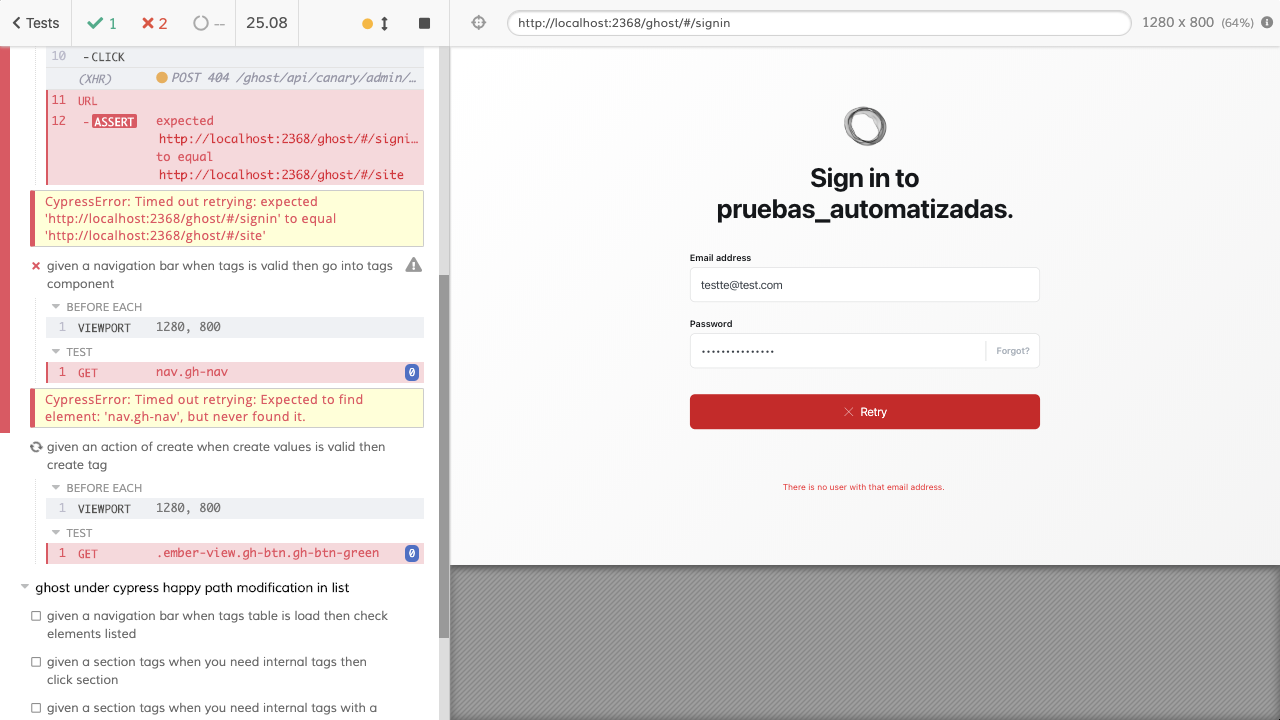 Tests
1
2
--
25.08
http://localhost:2368/ghost/#/signin
1280 x 800 (64%)
10 -CLICK
(XHR) POST 404 /ghost/api/canary/admin/…
11 URL
12 -ASSERT expected
http://localhost:2368/ghost/#/signi…
to equal
http://localhost:2368/ghost/#/site
CypressError: Timed out retrying: expected
'http://localhost:2368/ghost/#/signin' to equal
'http://localhost:2368/ghost/#/site'
given a navigation bar when tags is valid then go into tags
component
BEFORE EACH
1 VIEWPORT 1280, 800
TEST
1 GET nav.gh-nav 0
CypressError: Timed out retrying: Expected to find
element: 'nav.gh-nav', but never found it.
given an action of create when create values is valid then
create tag
BEFORE EACH
1 VIEWPORT 1280, 800
TEST
1 GET .ember-view.gh-btn.gh-btn-green 0
ghost under cypress happy path modification in list
given a navigation bar when tags table is load then check
elements listed
given a section tags when you need internal tags then
click section
given a section tags when you need internal tags with a
Sign in to
pruebas_automatizadas.
Email address
testte@test.com
Password
•••••••••••••••
Forgot?
Retry
There is no user with that email address.